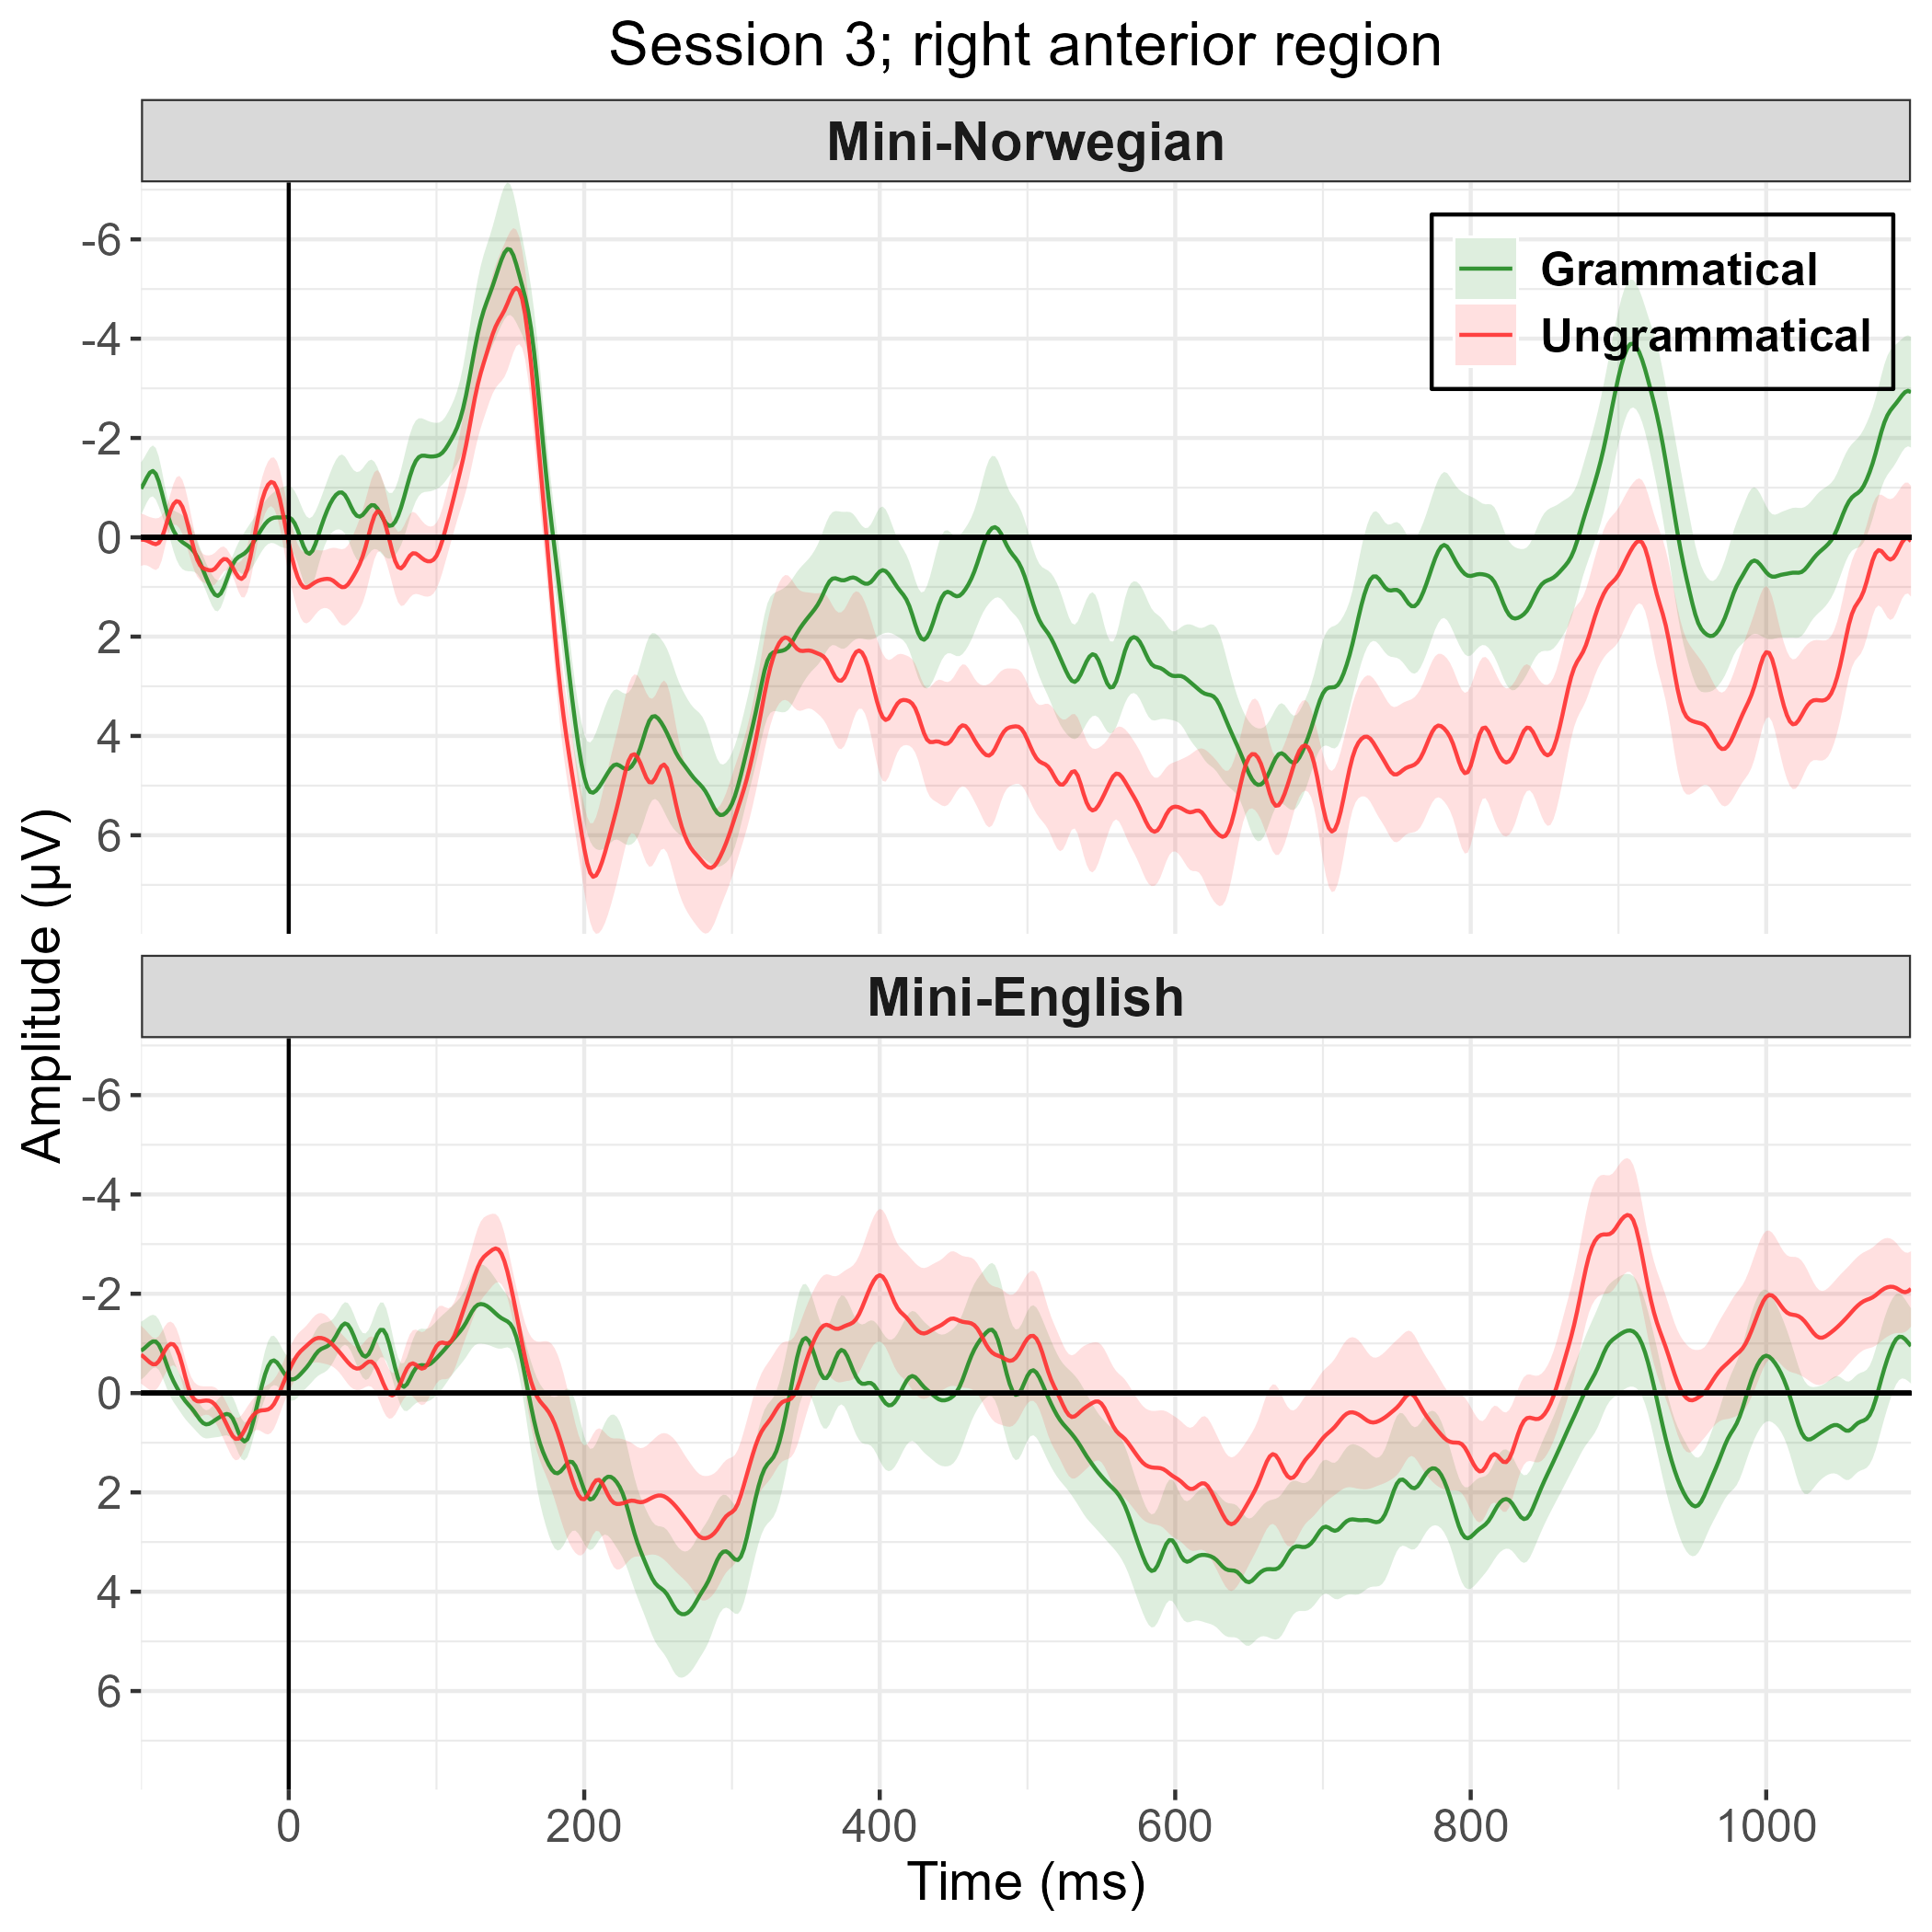 Session 3; right anterior region
Mini-Norwegian
-6
-4
-2
0
2
4
6
Grammatical
Ungrammatical
Amplitude (µV)
Mini-English
-6
-4
-2
0
2
4
6
0 200 400 600 800 1000
Time (ms)